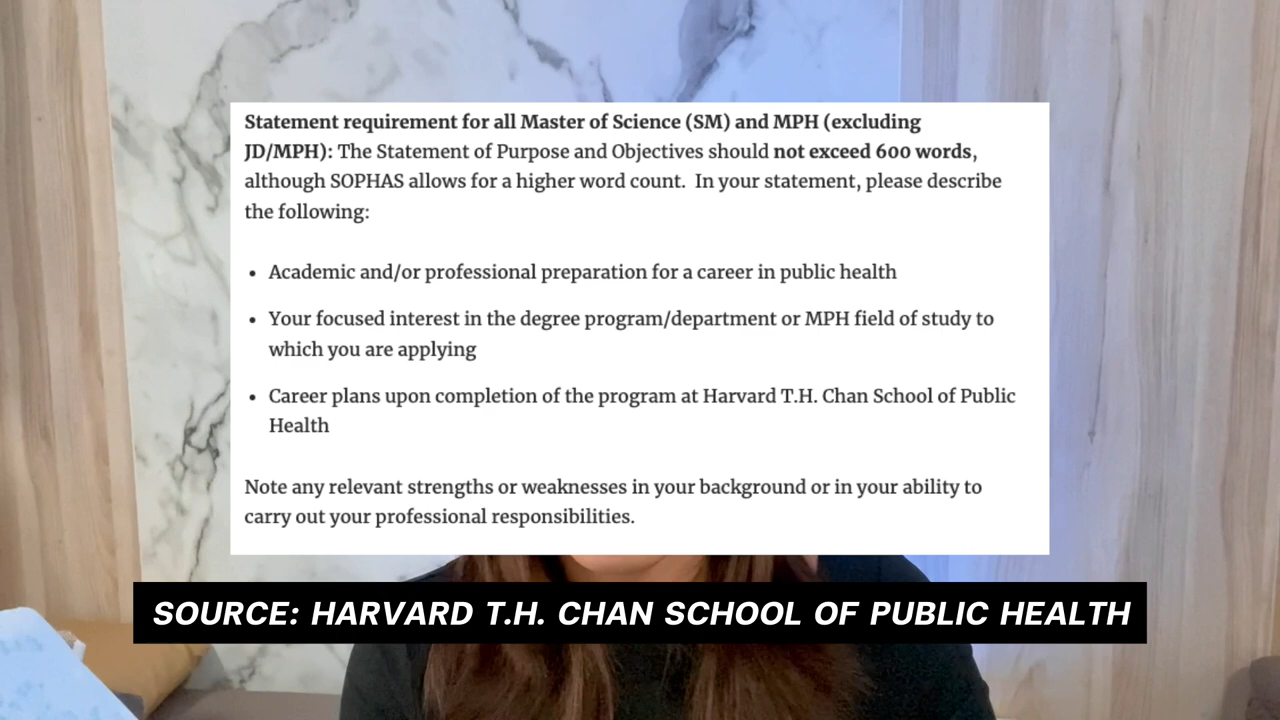 Statement requirement for all Master of Science (SM) and MPH (excluding
JD/MPH): The Statement of Purpose and Objectives should not exceed 600 words,
although SOPHAS allows for a higher word count.  In your statement, please describe
the following:
• Academic and/or professional preparation for a career in public health
• Your focused interest in the degree program/department or MPH field of study to
which you are applying
• Career plans upon completion of the program at Harvard T.H. Chan School of Public
Health
Note any relevant strengths or weaknesses in your background or in your ability to
carry out your professional responsibilities.
SOURCE: HARVARD T.H. CHAN SCHOOL OF PUBLIC HEALTH